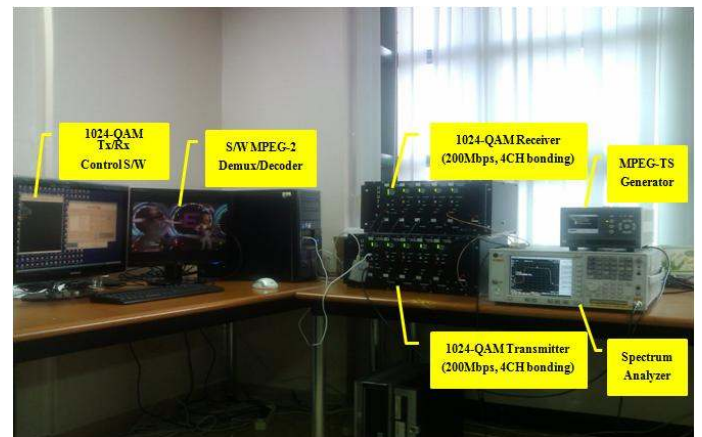 1024-QAM
Tx/Rx
Control S/W
S/W MPEG-2
Demux/Decoder
1024-QAM Receiver
(200Mbps, 4CH bonding)
MPEG-TS
Generator
1024-QAM Transmitter
(200Mbps, 4CH bonding)
Spectrum
Analyzer